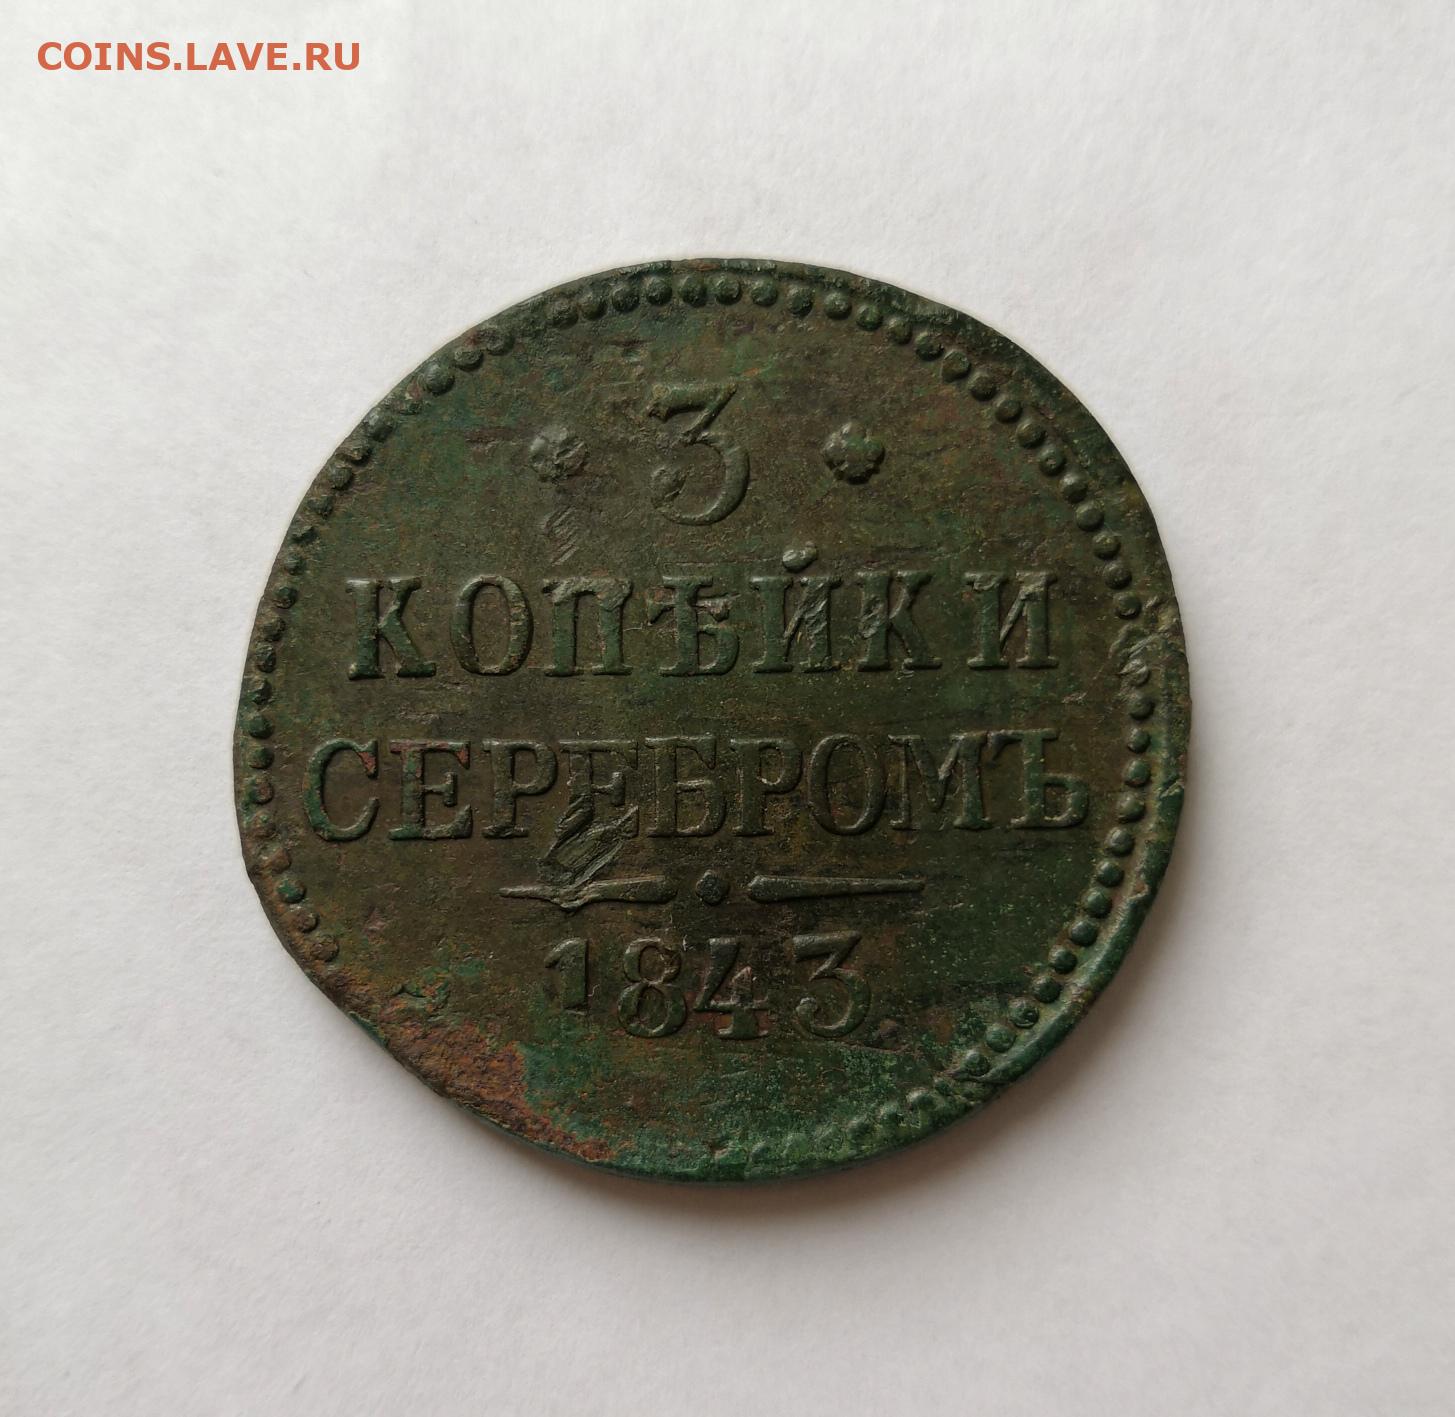 COINS.LAVE.RU
3
КОПѢЙКИ
СЕРЕБРОМЪ
1843